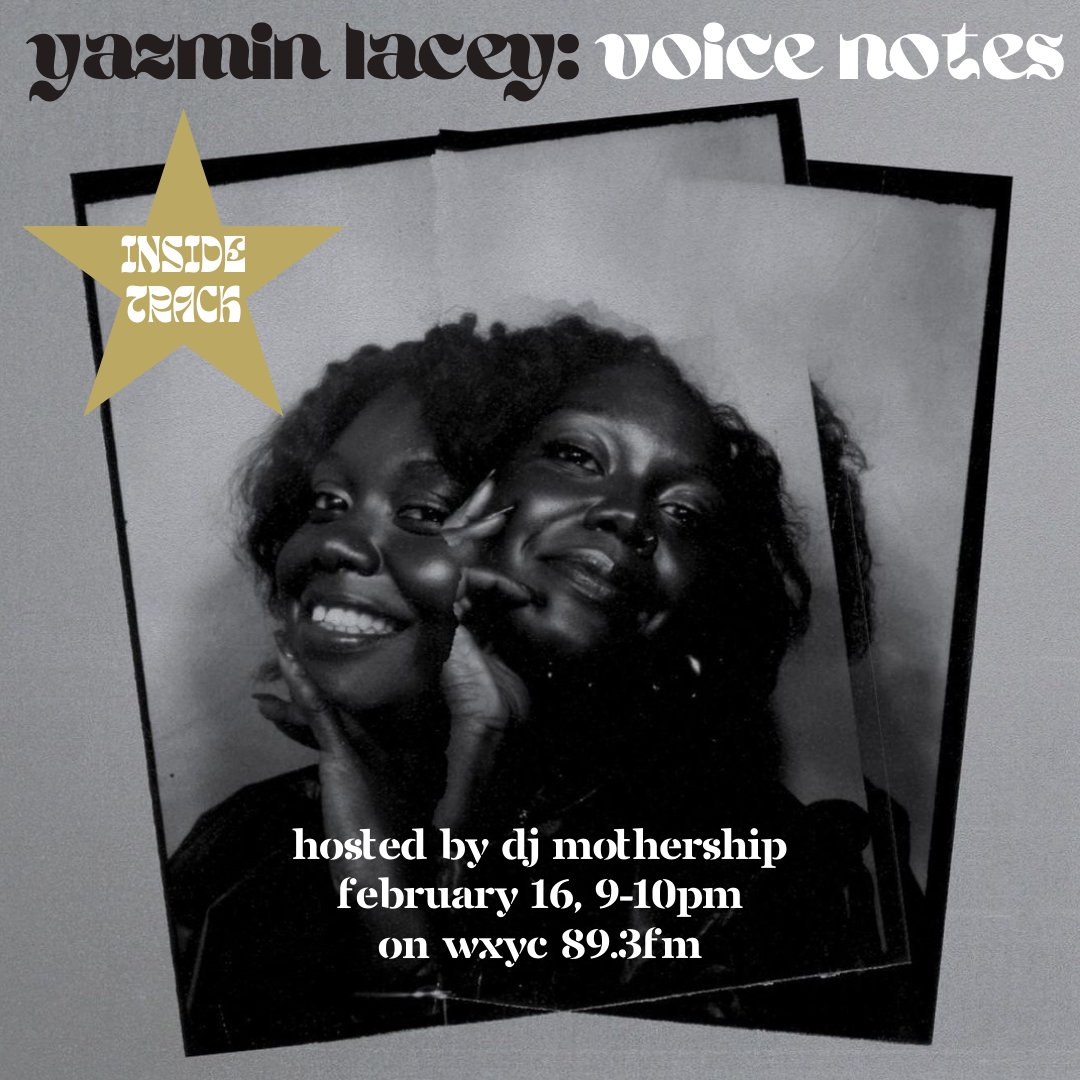 yazmin lacey: voice notes
INSIDE
TRACK
hosted by dj mothership
february 16, 9-10pm
on wxyc 89.3fm